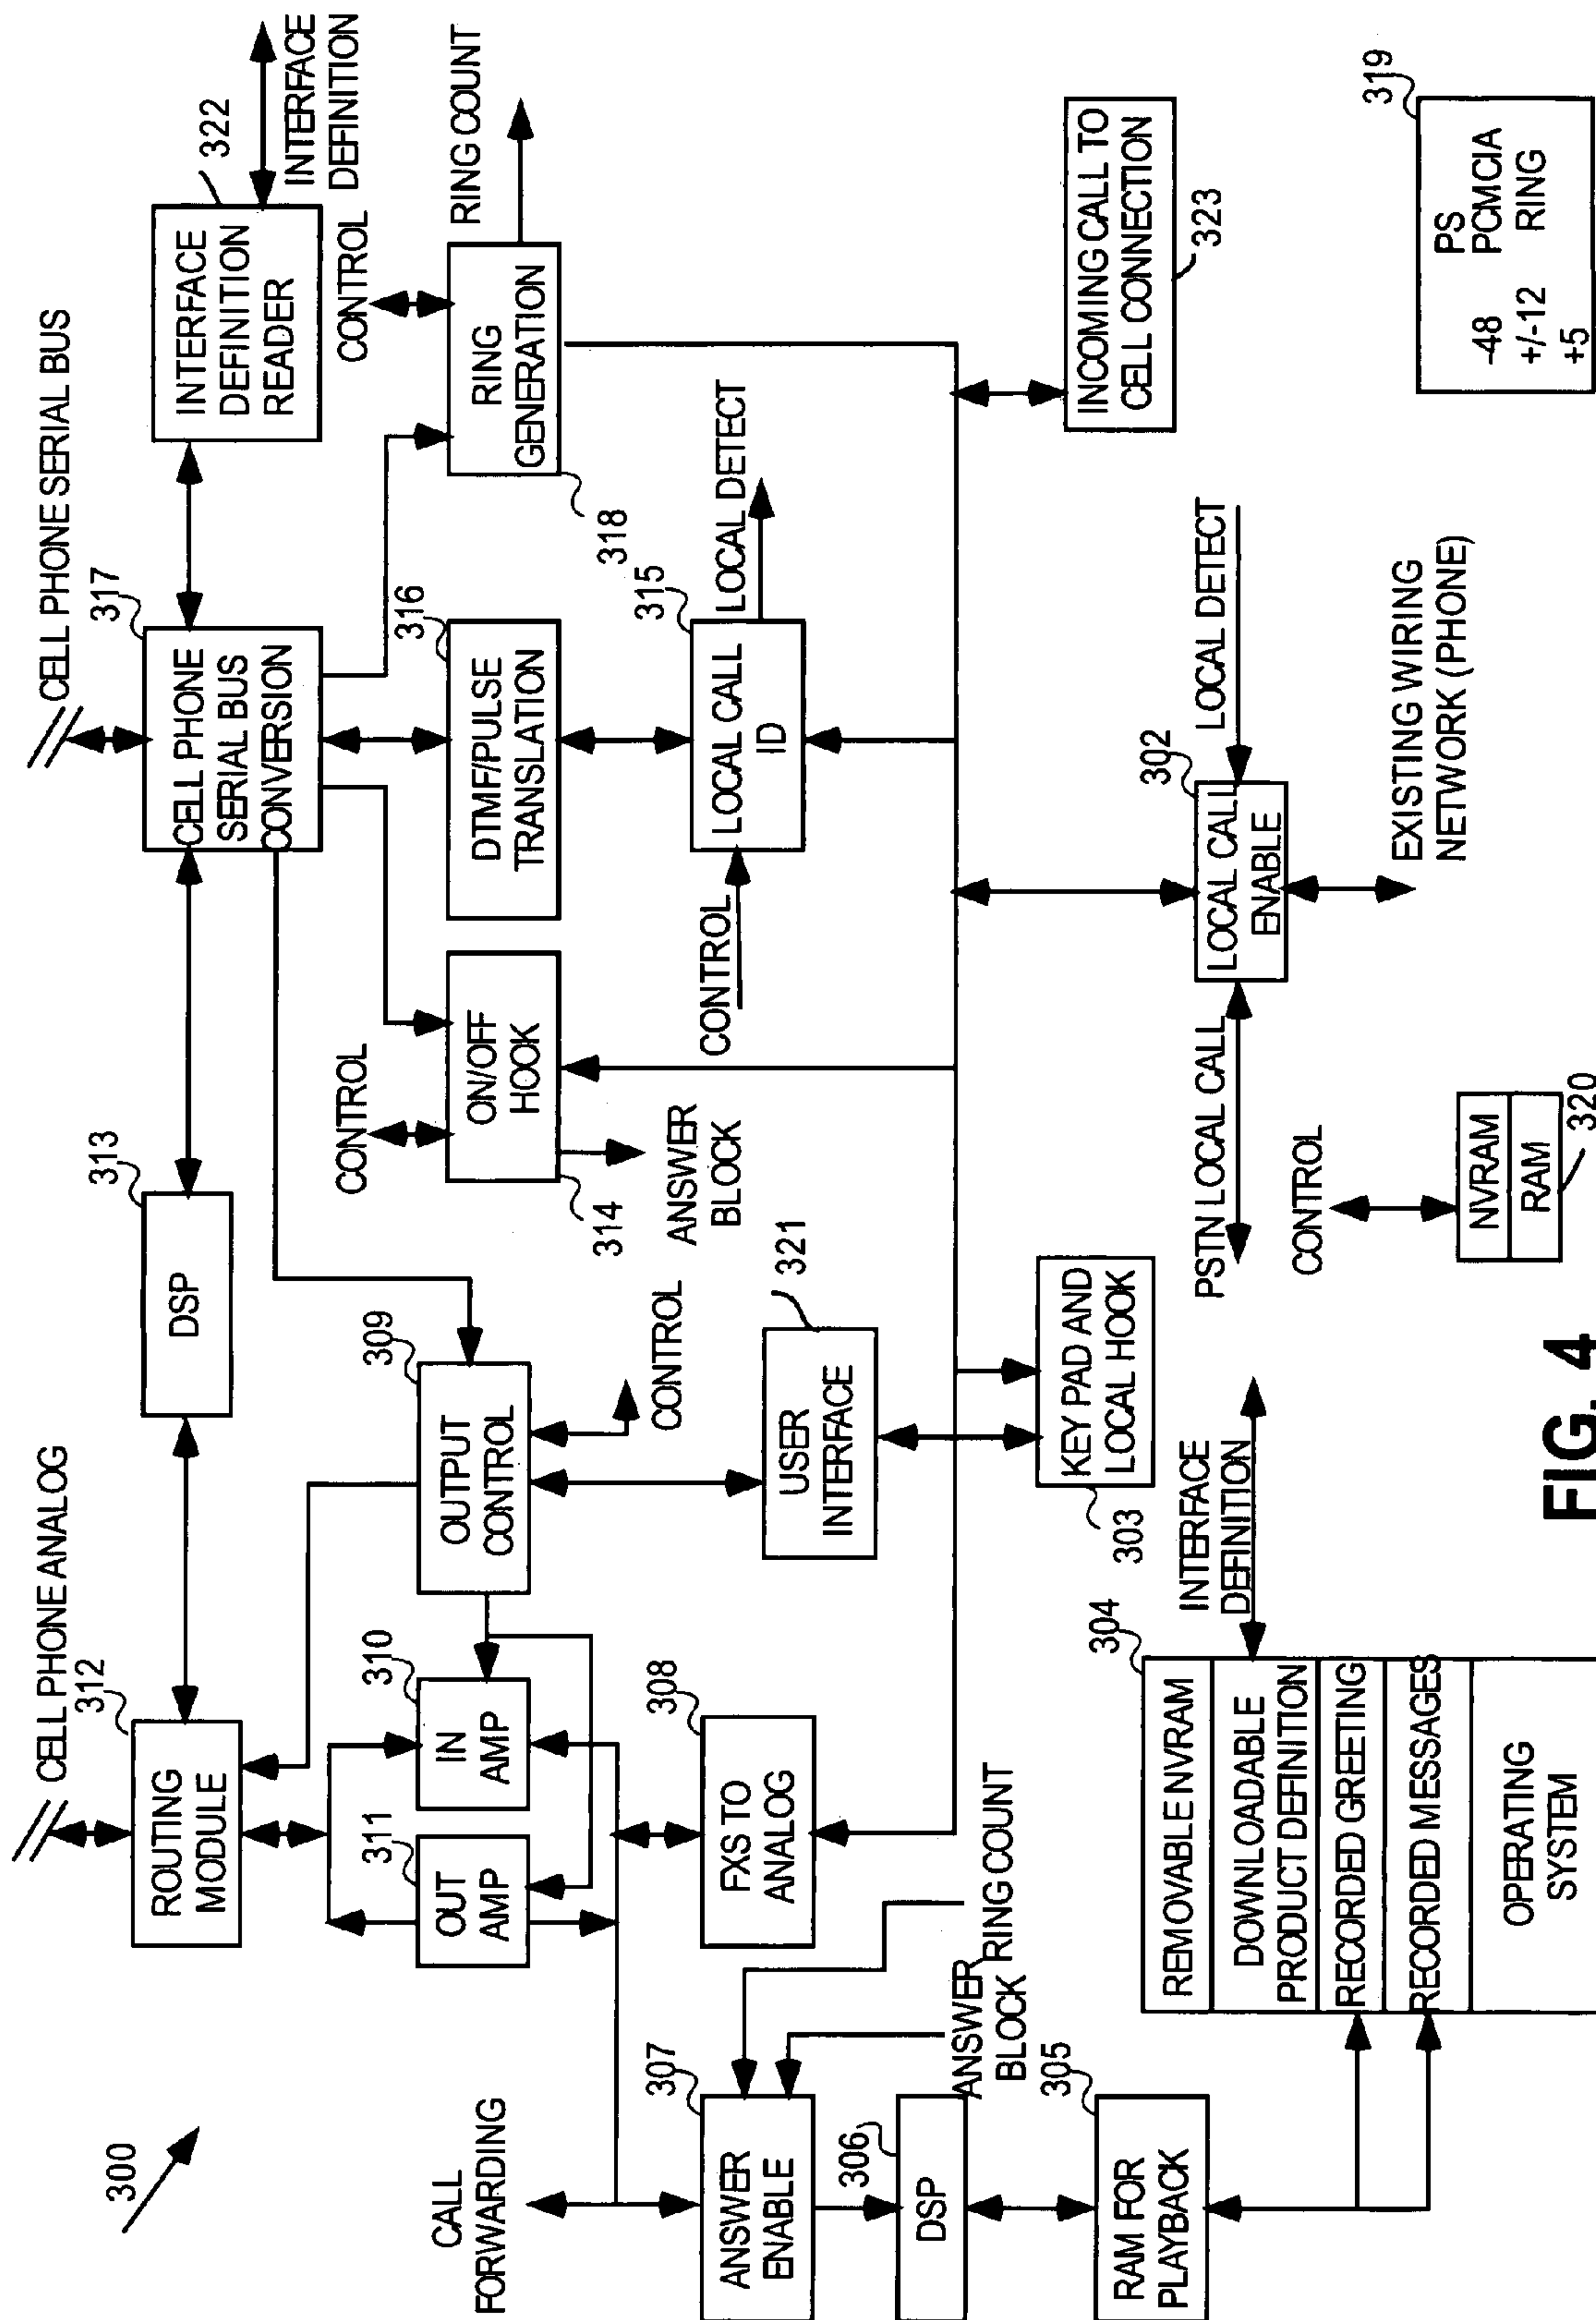 300
CELL PHONE ANALOG
CELL PHONE SERIAL BUS
312
ROUTING
MODULE
313
DSP
317
CELL PHONE
SERIAL BUS
CONVERSION
322
INTERFACE
DEFINITION
READER
INTERFACE
DEFINITION
CALL
FORWARDING
311
OUT
AMP
310
IN
AMP
309
OUTPUT
CONTROL
CONTROL
CONTROL
ON/OFF
HOOK
314
ANSWER
BLOCK
316
DTMF/PULSE
TRANSLATION
CONTROL
RING
GENERATION
318
RING COUNT
307
ANSWER
ENABLE
308
FXS TO
ANALOG
321
USER
INTERFACE
CONTROL
315
LOCAL CALL
ID
LOCAL DETECT
306
DSP
ANSWER
BLOCK
RING COUNT
305
RAM FOR
PLAYBACK
KEY PAD AND
LOCAL HOOK
303
INCOMING CALL TO
CELL CONNECTION
323
304
REMOVABLE NVRAM
DOWNLOADABLE
PRODUCT DEFINITION
RECORDED GREETING
RECORDED MESSAGES
OPERATING
SYSTEM
INTERFACE
DEFINITION
PSTN LOCAL CALL
302
LOCAL CALL
ENABLE
LOCAL DETECT
EXISTING WIRING
NETWORK (PHONE)
CONTROL
NVRAM
RAM
320
319
PS
-48 PCMCIA
+/-12 RING
+5
FIG. 4